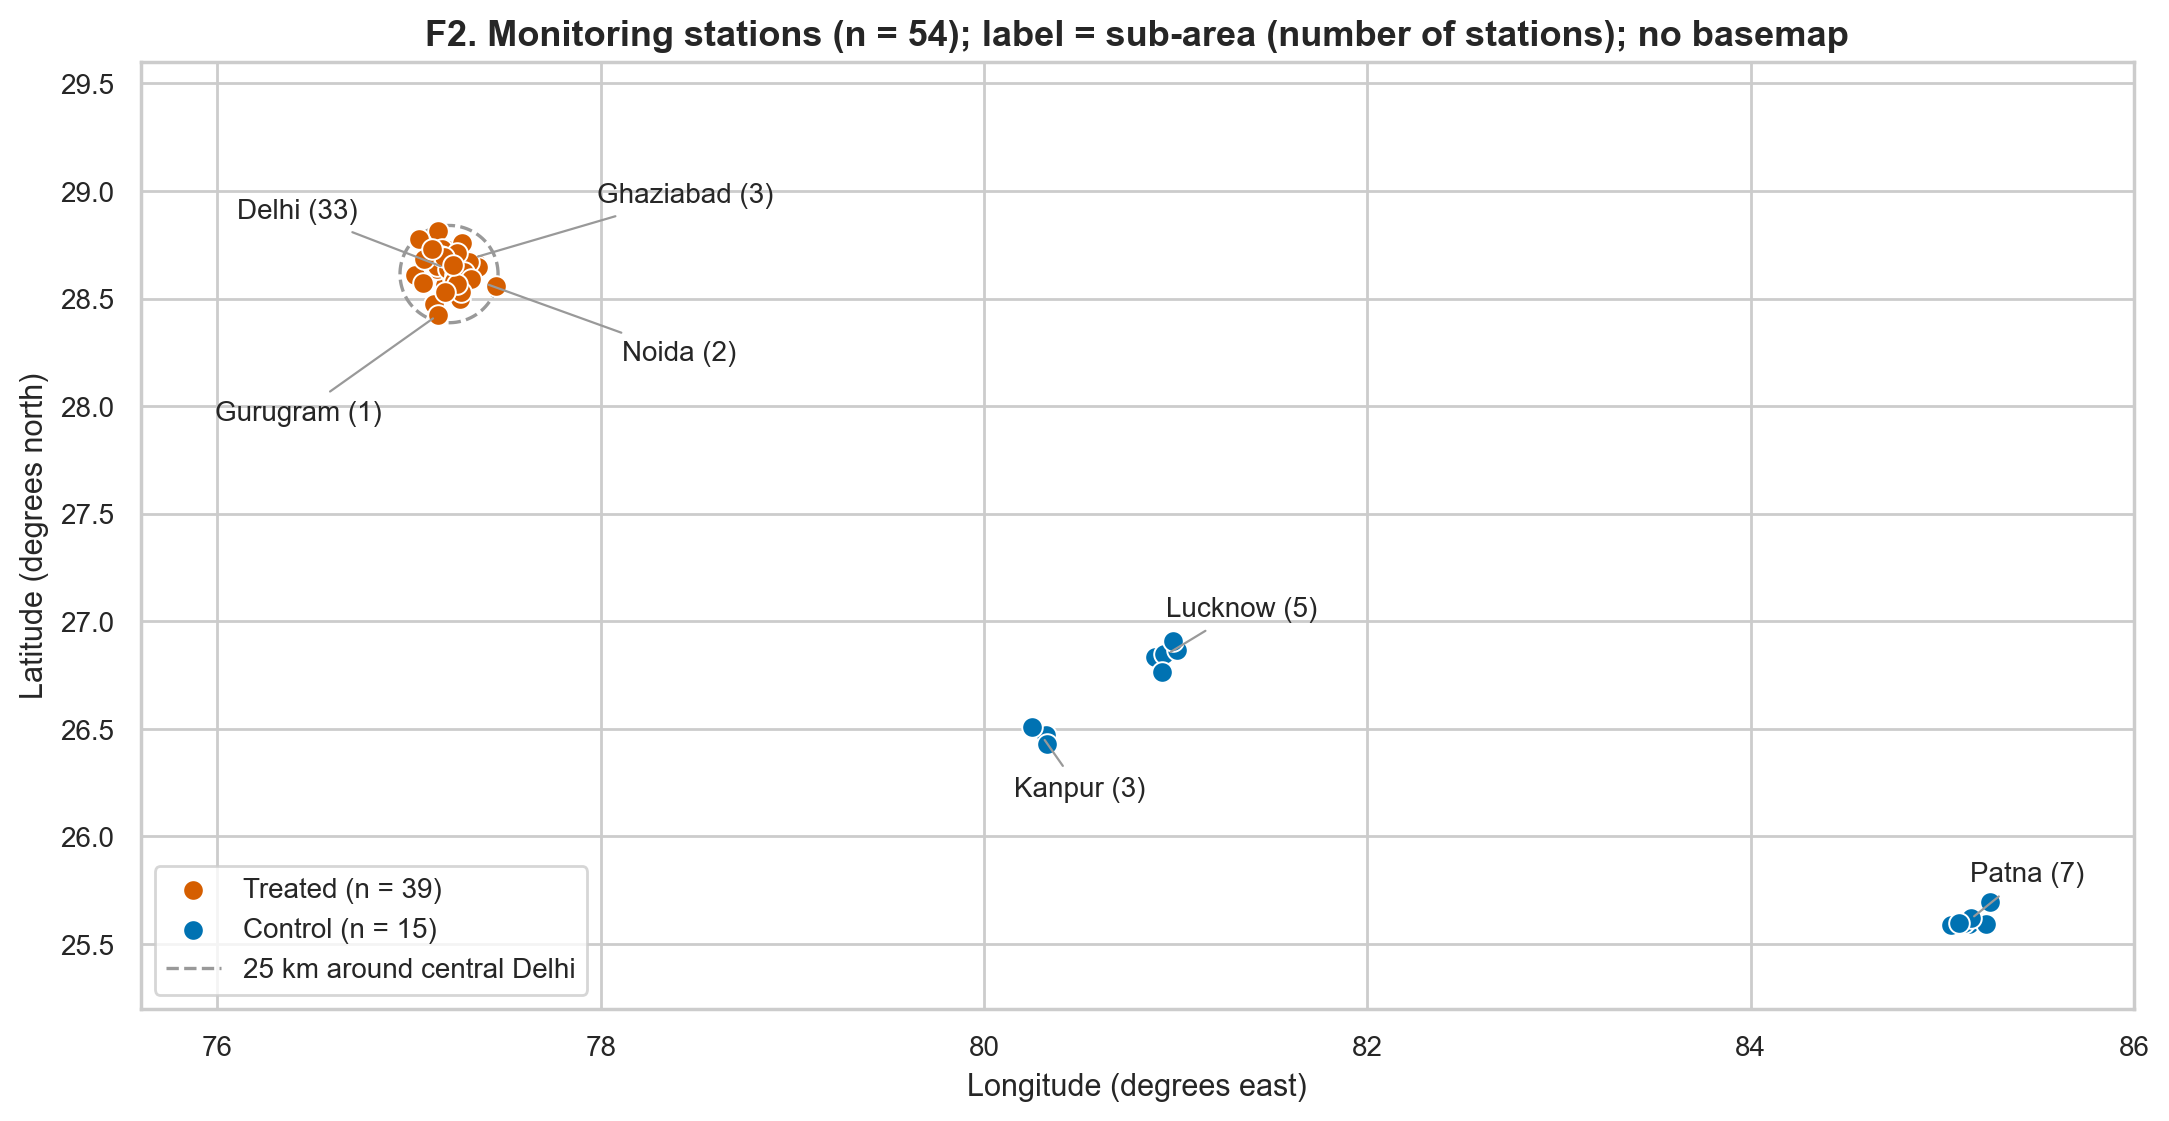 F2. Monitoring stations (n = 54); label = sub-area (number of stations); no basemap
29.5
29.0
28.5
28.0
27.5
27.0
26.5
26.0
25.5
Latitude (degrees north)
Delhi (33)
Ghaziabad (3)
Noida (2)
Gurugram (1)
Lucknow (5)
Kanpur (3)
Patna (7)
Treated (n = 39)
Control (n = 15)
25 km around central Delhi
76
78
80
82
84
86
Longitude (degrees east)